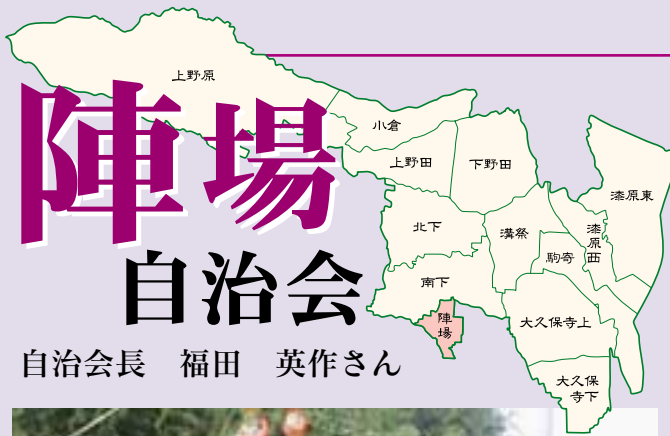 陣場
自治会
自治会長　福田　英作さん
上野原
小倉
上野田
下野田
漆原東
漆原西
北下
溝祭
駒寄
南下
陣場
大久保寺上
大久保
寺下